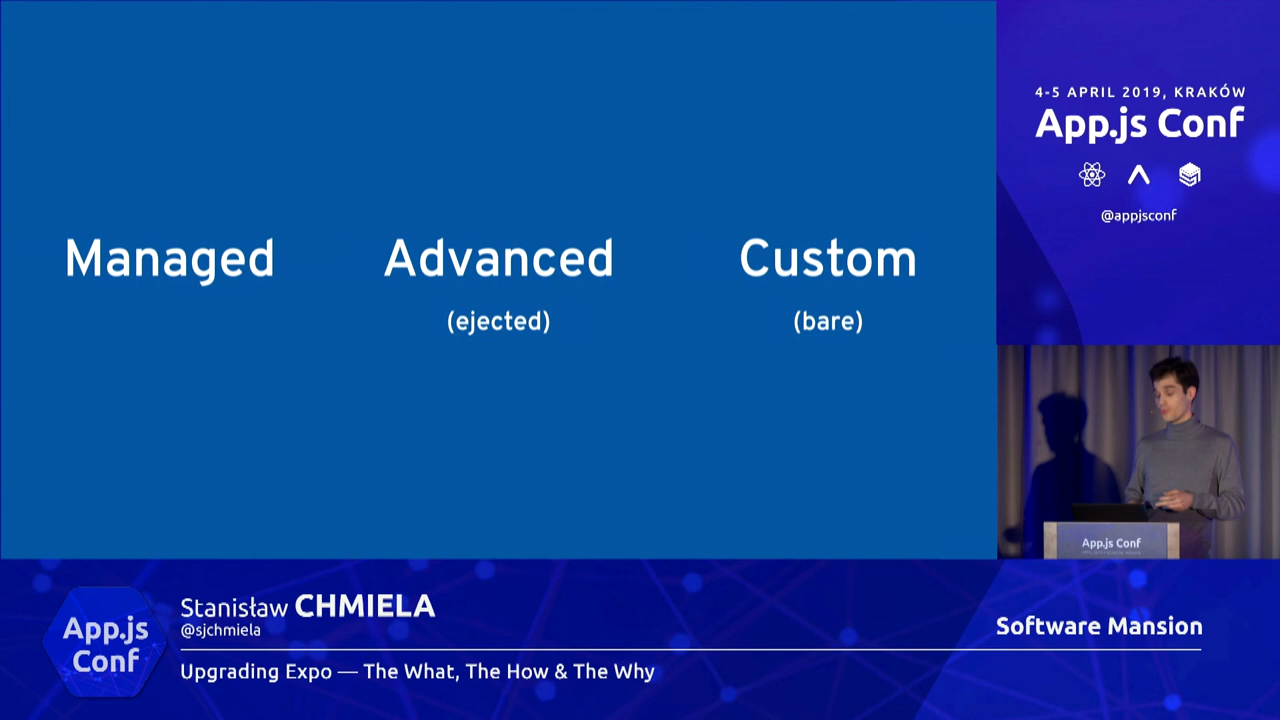 Managed
Advanced
Custom
(ejected)
(bare)
4-5 APRIL 2019, KRAKÓW
App.js Conf
@appjsconf
App.js Conf
App.js
Conf
Stanisław CHMIELA
@sjchmiela
Upgrading Expo — The What, The How & The Why
Software Mansion